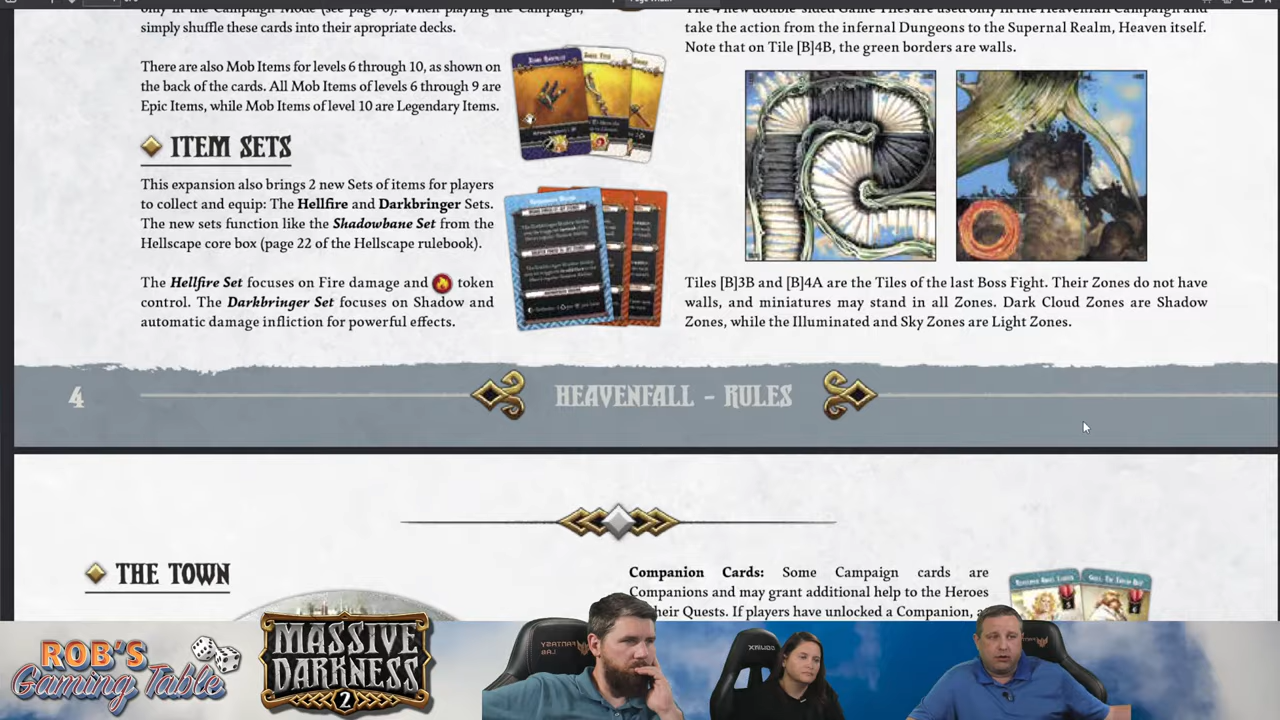 simply shuffle these cards into their apropriate decks.
There are also Mob Items for levels 6 through 10, as shown on
the back of the cards. All Mob Items of levels 6 through 9 are
Epic Items, while Mob Items of level 10 are Legendary Items.
ITEM SETS
This expansion also brings 2 new Sets of items for players
to collect and equip: The Hellfire and Darkbringer Sets.
The new sets function like the Shadowbane Set from the
Hellscape core box (page 22 of the Hellscape rulebook).
The Hellfire Set focuses on Fire damage and token
control. The Darkbringer Set focuses on Shadow and
automatic damage infliction for powerful effects.
take the action from the infernal Dungeons to the Supernal Realm, Heaven itself.
Note that on Tile [B]4B, the green borders are walls.
Tiles [B]3B and [B]4A are the Tiles of the last Boss Fight. Their Zones do not have
walls, and miniatures may stand in all Zones. Dark Cloud Zones are Shadow
Zones, while the Illuminated and Sky Zones are Light Zones.
4
HEAVENFALL - RULES
THE TOWN
Companion Cards: Some Campaign cards are
Companions and may grant additional help to the Heroes
their Quests. If players have unlocked a Companion, a
ROB'S
Gaming Table
MASSIVE
DARKNESS
2